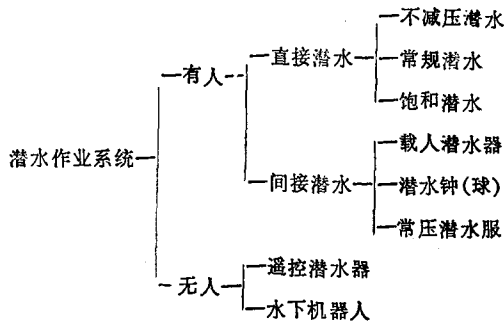 不减压潜水
直接潜水
常规潜水
有人
饱和潜水
潜水作业系统
载人潜水器
间接潜水
潜水钟(球)
常压潜水服
遥控潜水器
无人
水下机器人